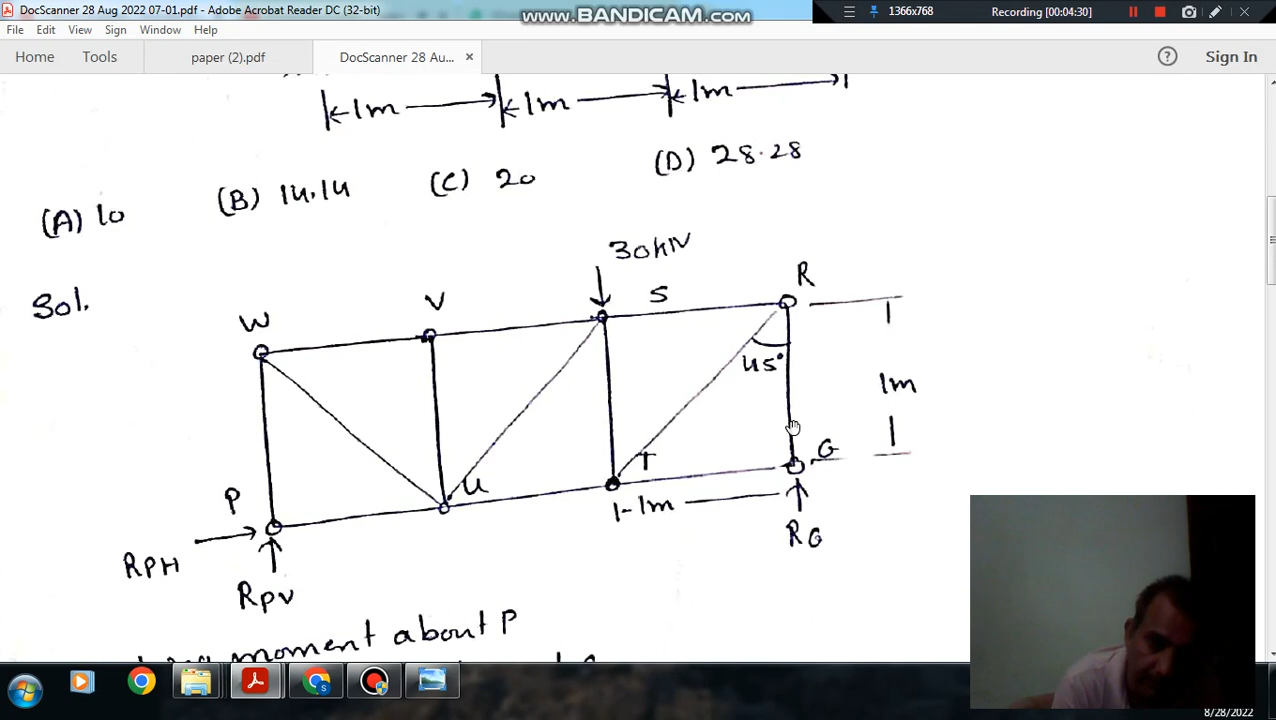 DocScanner 28 Aug 2022 07-01.pdf - Adobe Acrobat Reader DC (32-bit)
www.BANDICAM.com
1366x768
Recording [00:04:30]
File Edit View Sign Window Help
Home Tools paper (2).pdf DocScanner 28 Au... × ? Sign In
1m 1m 1m
(A) 10 (B) 14.14 (C) 20 (D) 28.28
Sol.
30kN
W V S R
45°
1m
P U T G
1m
RPH
RPV
RG
moment about P
8/28/2022